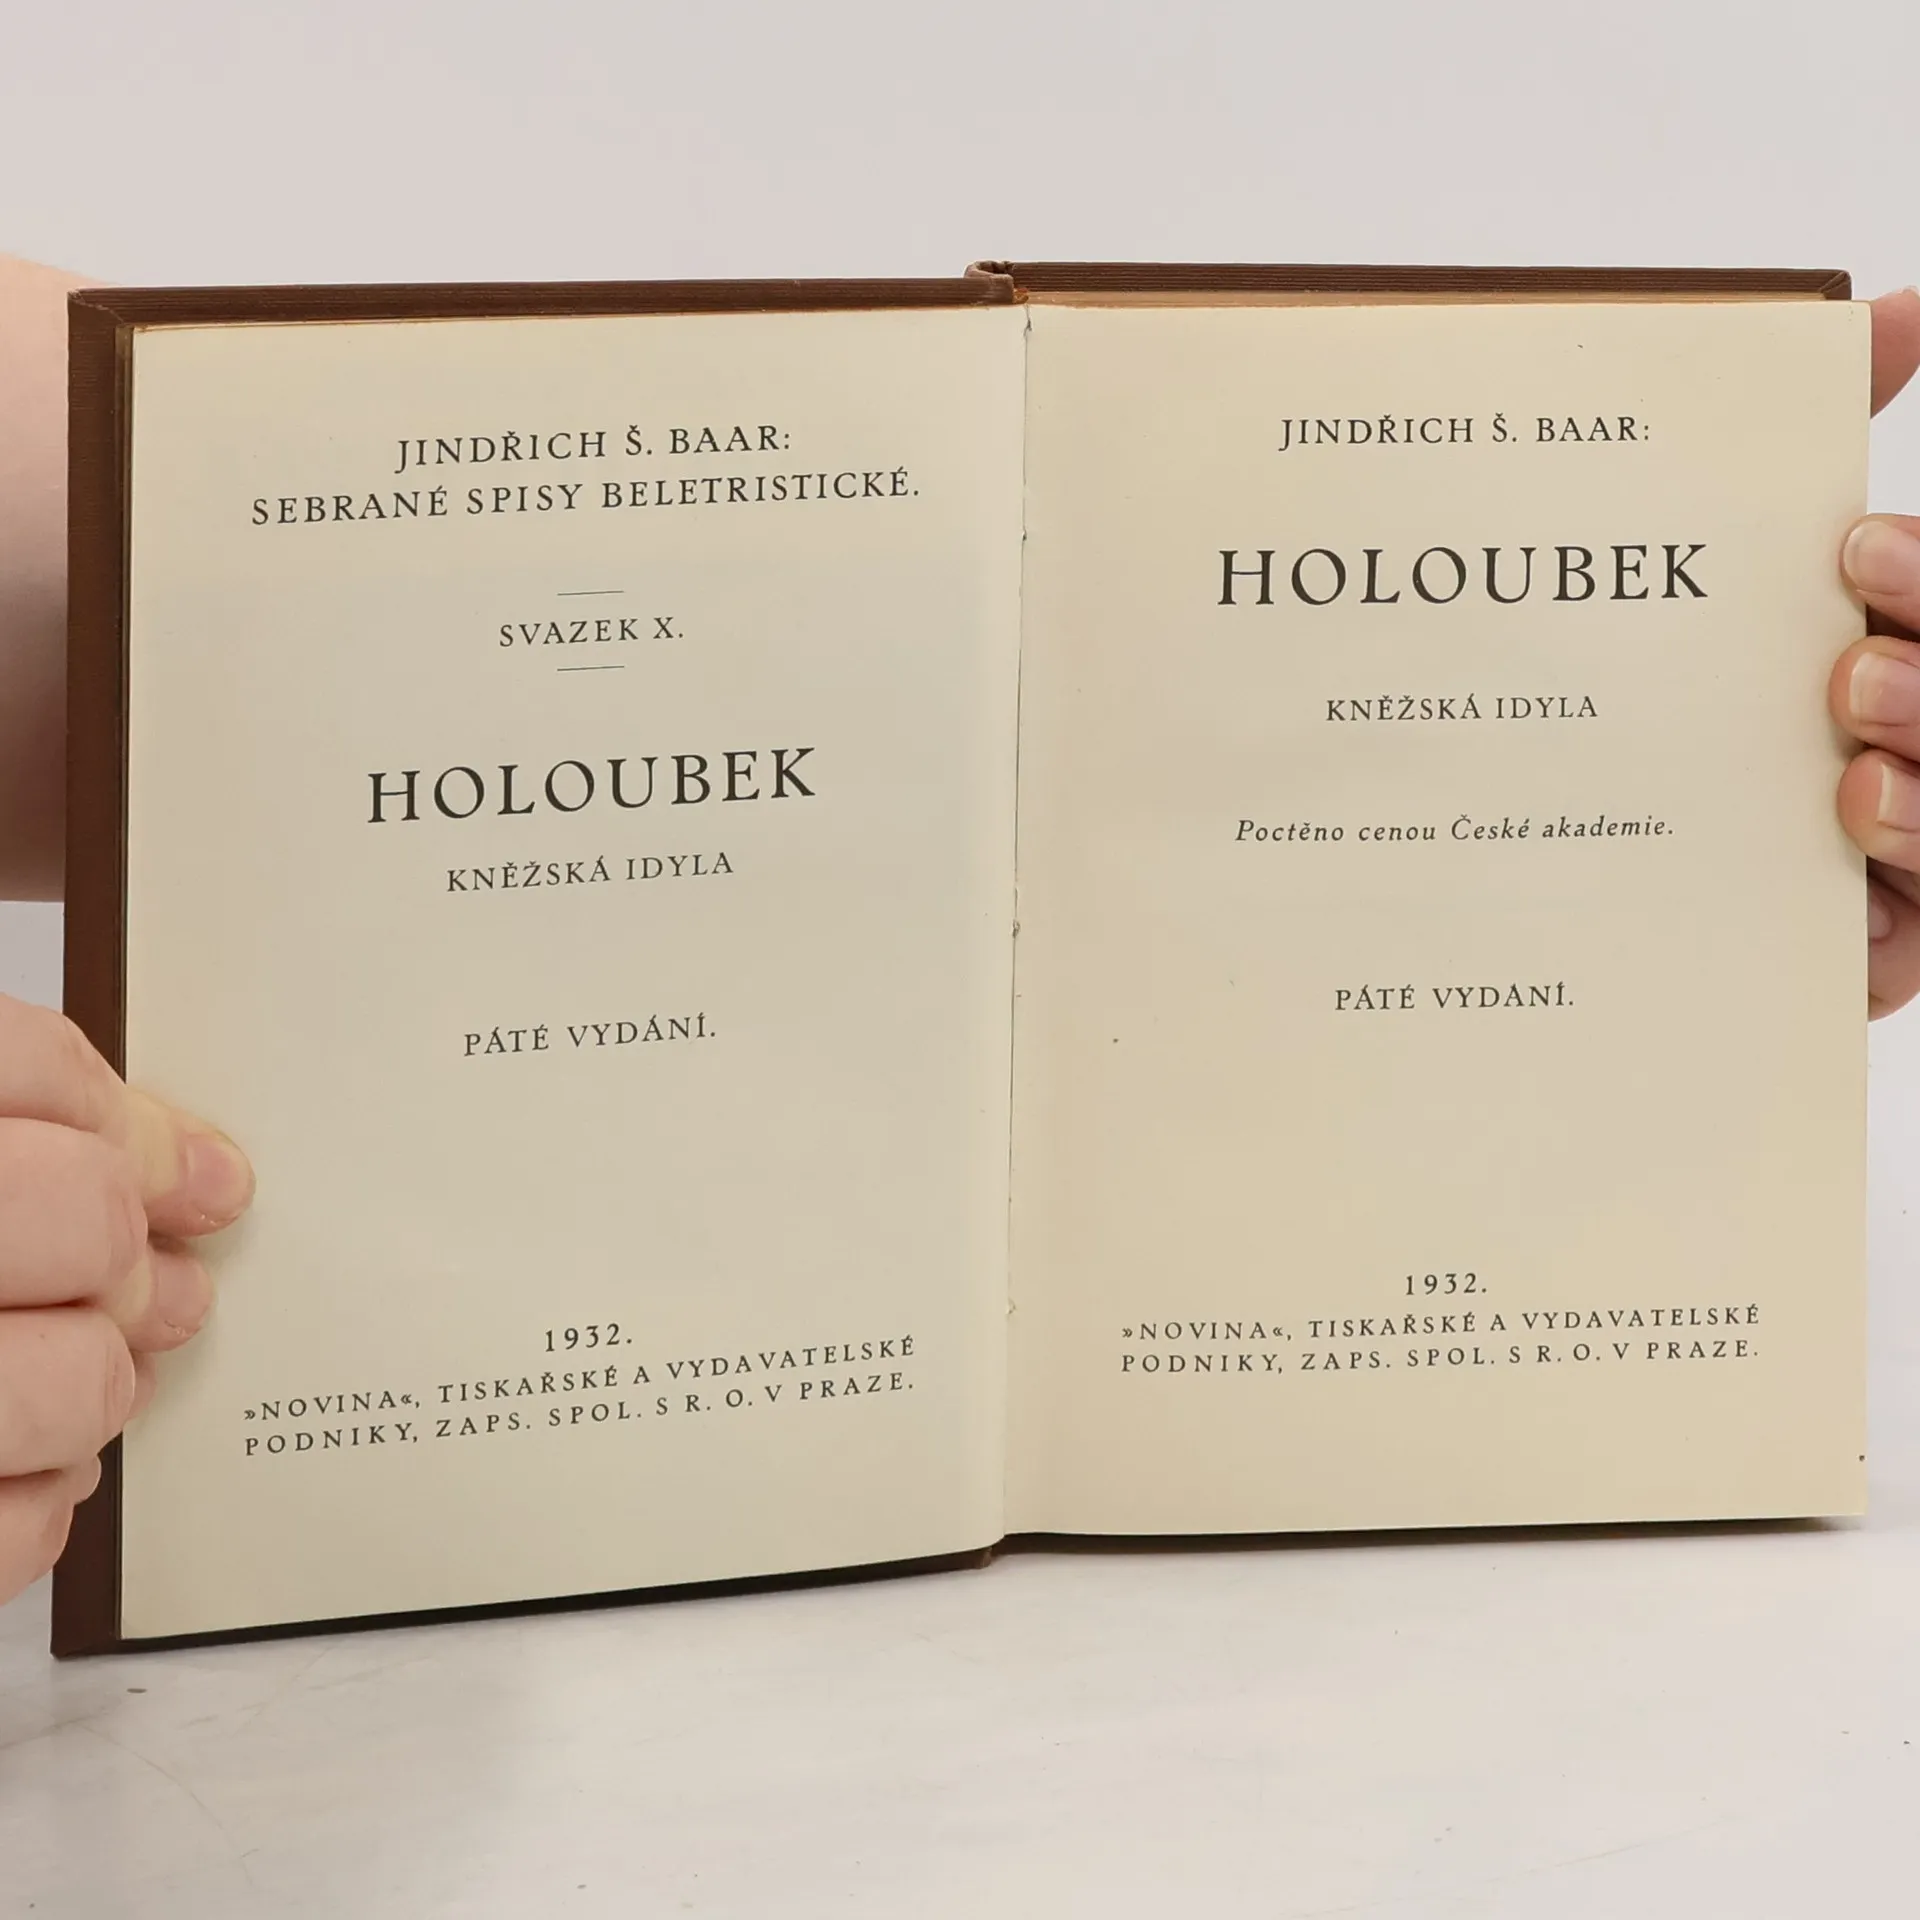 JINDŘICH Š. BAAR:
SEBRANÉ SPISY BELETRISTICKÉ.
SVAZEK X.
HOLOUBEK
KNĚŽSKÁ IDYLA
PÁTÉ VYDÁNÍ.
1932.
»NOVINA«, TISKAŘSKÉ A VYDAVATELSKÉ
PODNIKY, ZAPS. SPOL. S R. O. V PRAZE.
JINDŘICH Š. BAAR:
HOLOUBEK
KNĚŽSKÁ IDYLA
Poctěno cenou České akademie.
PÁTÉ VYDÁNÍ.
1932.
»NOVINA«, TISKAŘSKÉ A VYDAVATELSKÉ
PODNIKY, ZAPS. SPOL. S R. O. V PRAZE.